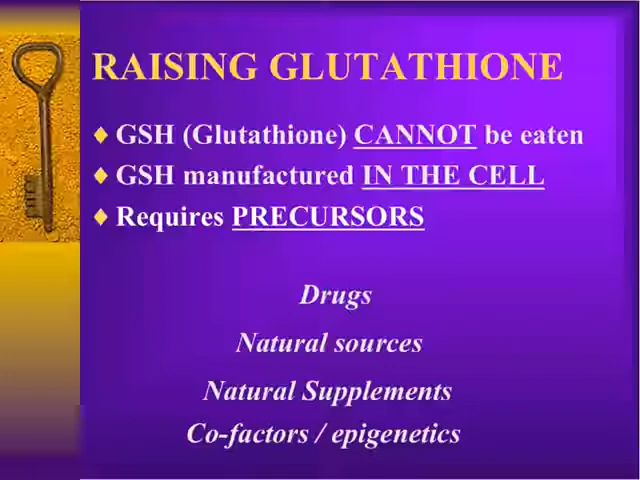 RAISING GLUTATHIONE
♦ GSH (Glutathione) CANNOT be eaten
♦ GSH manufactured IN THE CELL
♦ Requires PRECURSORS
Drugs
Natural sources
Natural Supplements
Co-factors / epigenetics